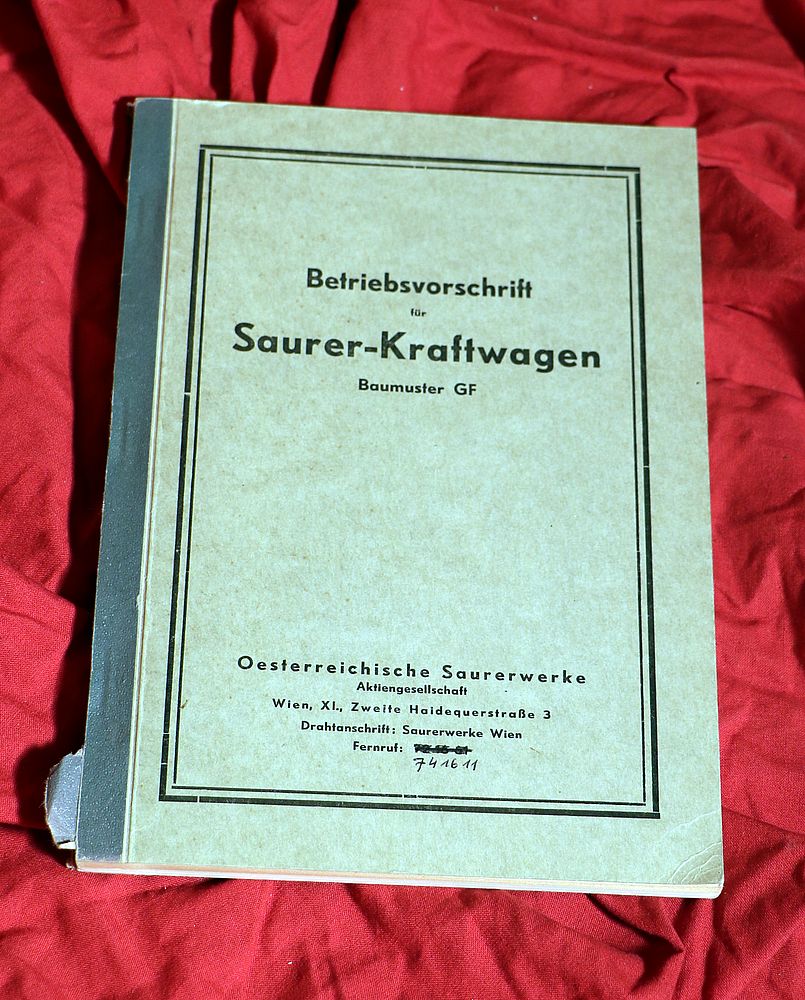 Betriebsvorschrift
für
Saurer-Kraftwagen
Baumuster GF
Oesterreichische Saurerwerke
Aktiengesellschaft
Wien, XI., Zweite Haidequerstraße 3
Drahtanschrift: Saurerwerke Wien
Fernruf:
741611